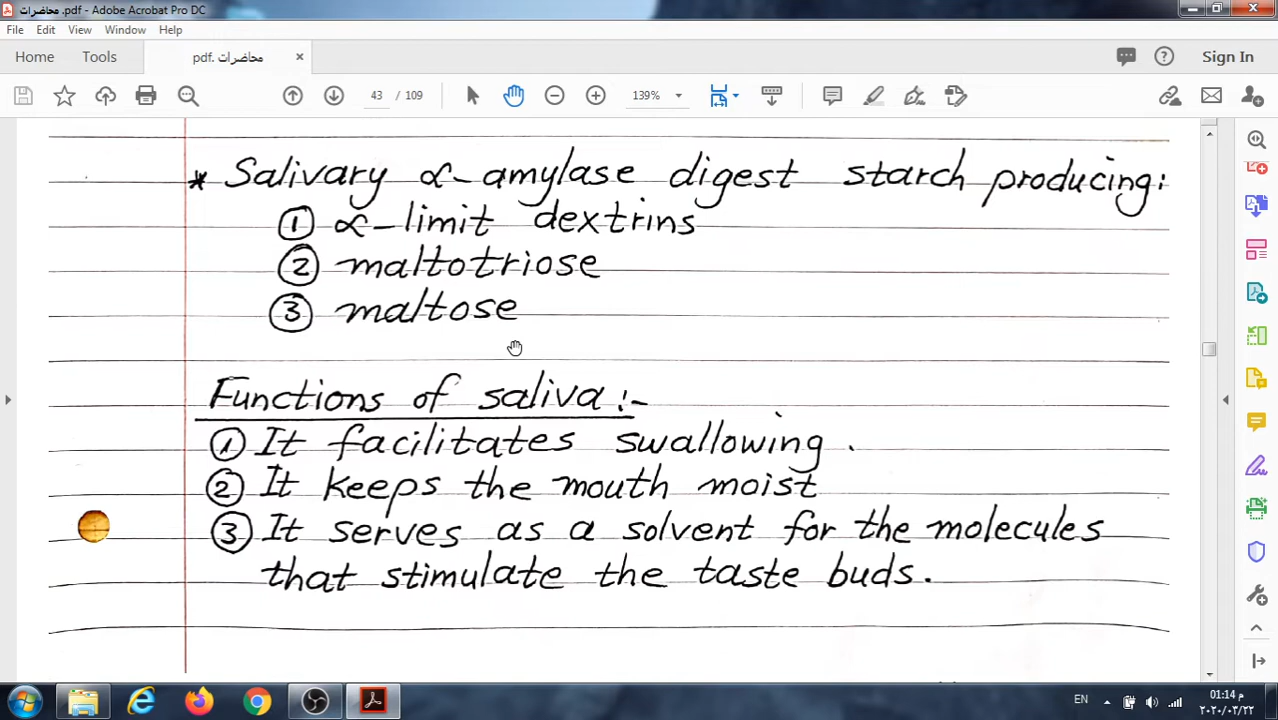 محاضرات.pdf - Adobe Acrobat Pro DC
File Edit View Window Help
Home Tools محاضرات.pdf × Sign In
43 / 109 139%
* Salivary α-amylase digest starch producing:
① α-limit dextrins
② maltotriose
③ maltose
Functions of saliva:-
① It facilitates swallowing.
② It keeps the mouth moist
③ It serves as a solvent for the molecules
that stimulate the taste buds.
EN 01:14 م
٢٠٢٠/٠٣/٢٢